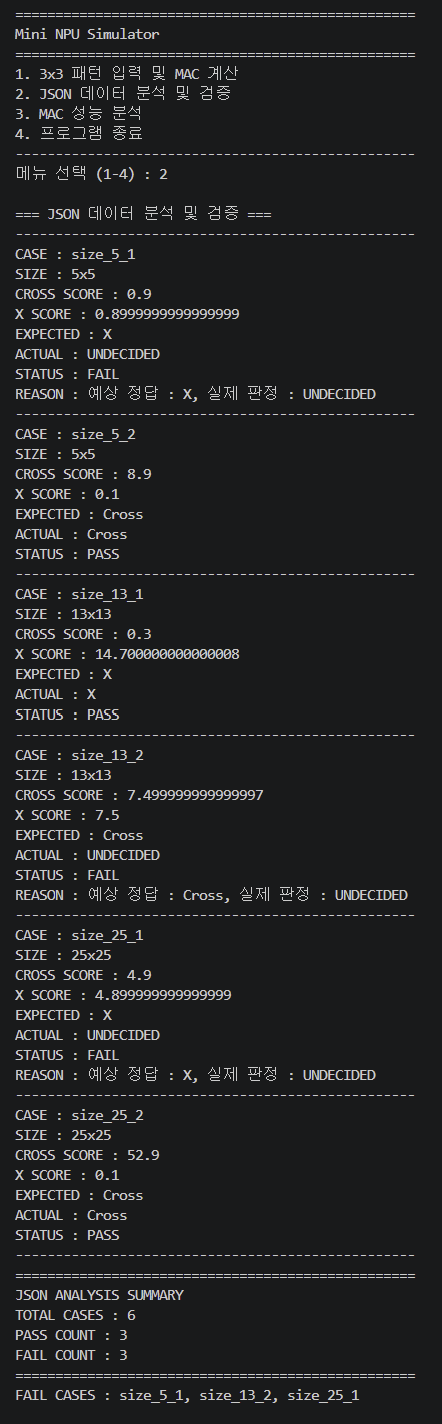 ==================================================
Mini NPU Simulator
==================================================
1. 3x3 패턴 입력 및 MAC 계산
2. JSON 데이터 분석 및 검증
3. MAC 성능 분석
4. 프로그램 종료
--------------------------------------------------
메뉴 선택 (1-4) : 2
=== JSON 데이터 분석 및 검증 ===
--------------------------------------------------
CASE : size_5_1
SIZE : 5x5
CROSS SCORE : 0.9
X SCORE : 0.8999999999999999
EXPECTED : X
ACTUAL : UNDECIDED
STATUS : FAIL
REASON : 예상 정답 : X, 실제 판정 : UNDECIDED
--------------------------------------------------
CASE : size_5_2
SIZE : 5x5
CROSS SCORE : 8.9
X SCORE : 0.1
EXPECTED : Cross
ACTUAL : Cross
STATUS : PASS
--------------------------------------------------
CASE : size_13_1
SIZE : 13x13
CROSS SCORE : 0.3
X SCORE : 14.700000000000008
EXPECTED : X
ACTUAL : X
STATUS : PASS
--------------------------------------------------
CASE : size_13_2
SIZE : 13x13
CROSS SCORE : 7.499999999999997
X SCORE : 7.5
EXPECTED : Cross
ACTUAL : UNDECIDED
STATUS : FAIL
REASON : 예상 정답 : Cross, 실제 판정 : UNDECIDED
--------------------------------------------------
CASE : size_25_1
SIZE : 25x25
CROSS SCORE : 4.9
X SCORE : 4.899999999999999
EXPECTED : X
ACTUAL : UNDECIDED
STATUS : FAIL
REASON : 예상 정답 : X, 실제 판정 : UNDECIDED
--------------------------------------------------
CASE : size_25_2
SIZE : 25x25
CROSS SCORE : 52.9
X SCORE : 0.1
EXPECTED : Cross
ACTUAL : Cross
STATUS : PASS
--------------------------------------------------
==================================================
JSON ANALYSIS SUMMARY
TOTAL CASES : 6
PASS COUNT : 3
FAIL COUNT : 3
==================================================
FAIL CASES : size_5_1, size_13_2, size_25_1